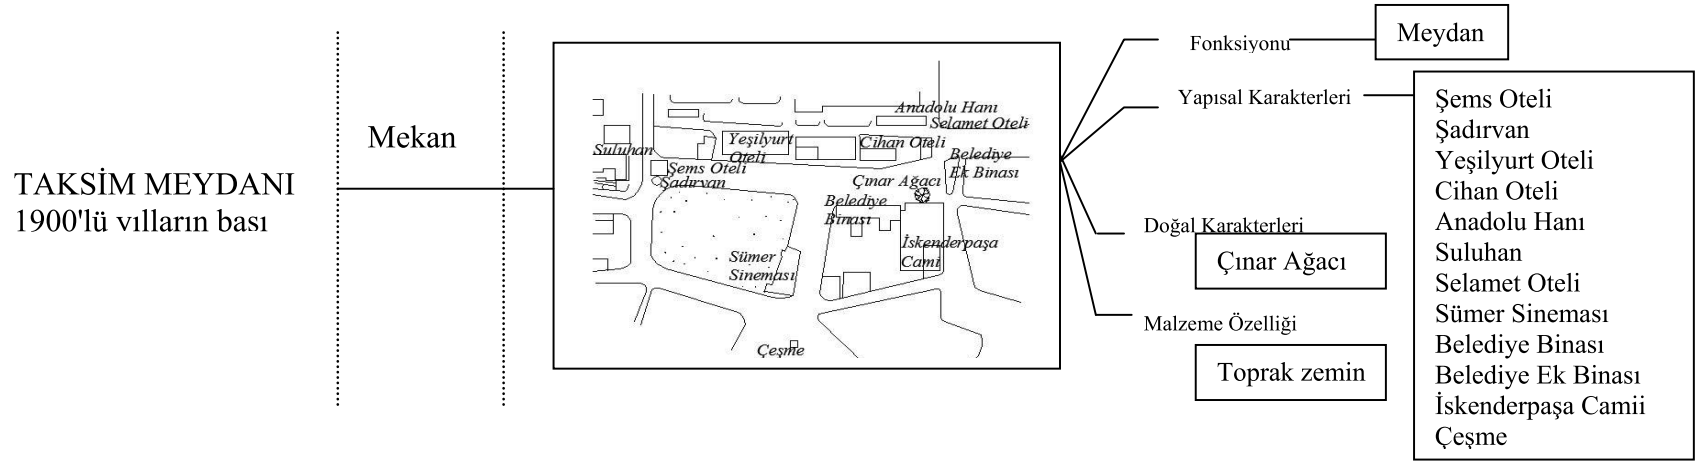 TAKSİM MEYDANI
1900'lü vılların bası
Mekan
Anadolu Hanı
Selamet Oteli
Yeşilyurt
Oteli
Cihan Oteli
Suluhan
Belediye
Ek Binası
Şems Oteli
Şadırvan
Çınar Ağacı
Belediye
Binası
İskenderpaşa
Cami
Sümer
Sineması
Çeşme
Fonksiyonu
Meydan
Yapısal Karakterleri
Şems Oteli
Şadırvan
Yeşilyurt Oteli
Cihan Oteli
Anadolu Hanı
Suluhan
Selamet Oteli
Sümer Sineması
Belediye Binası
Belediye Ek Binası
İskenderpaşa Camii
Çeşme
Doğal Karakterleri
Çınar Ağacı
Malzeme Özelliği
Toprak zemin